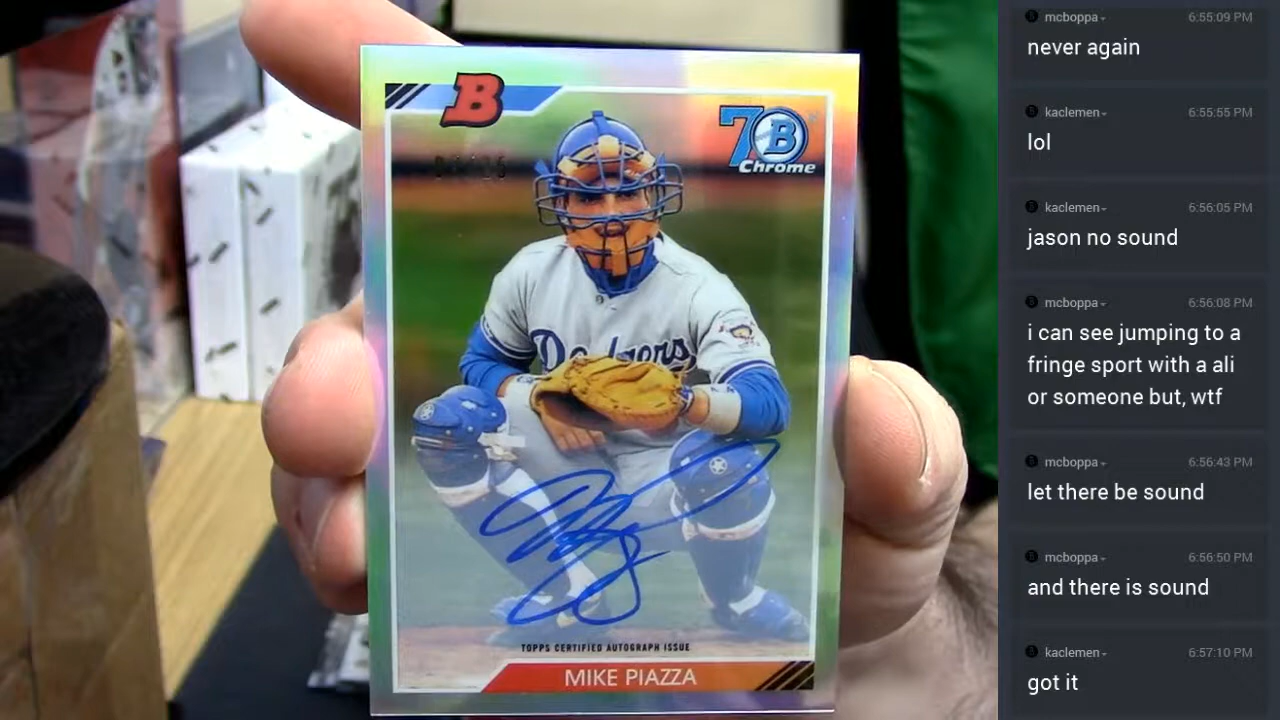 B
70 B
Chrome
Dodgers
TOPPS CERTIFIED AUTOGRAPH ISSUE
MIKE PIAZZA
mcboppa
6:55:09 PM
never again
kaclemen
6:55:55 PM
lol
kaclemen
6:56:05 PM
jason no sound
mcboppa
6:56:08 PM
i can see jumping to a
fringe sport with a ali
or someone but, wtf
mcboppa
6:56:43 PM
let there be sound
mcboppa
6:56:50 PM
and there is sound
kaclemen
6:57:10 PM
got it